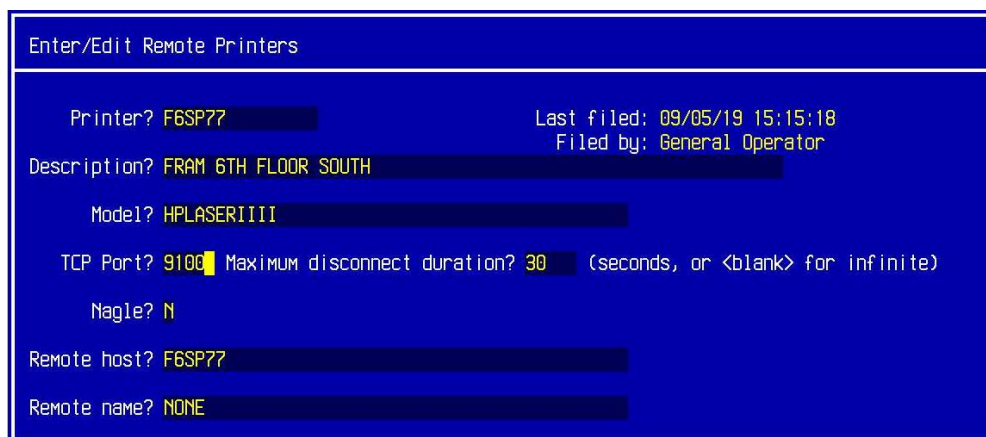 Enter/Edit Remote Printers
Printer? F6SP77 Last filed: 09/05/19 15:15:18
Filed by: General Operator
Description? FRAM 6TH FLOOR SOUTH
Model? HPLASERIIII
TCP Port? 9100 Maximum disconnect duration? 30 (seconds, or <blank> for infinite)
Nagle? N
Remote host? F6SP77
Remote name? NONE